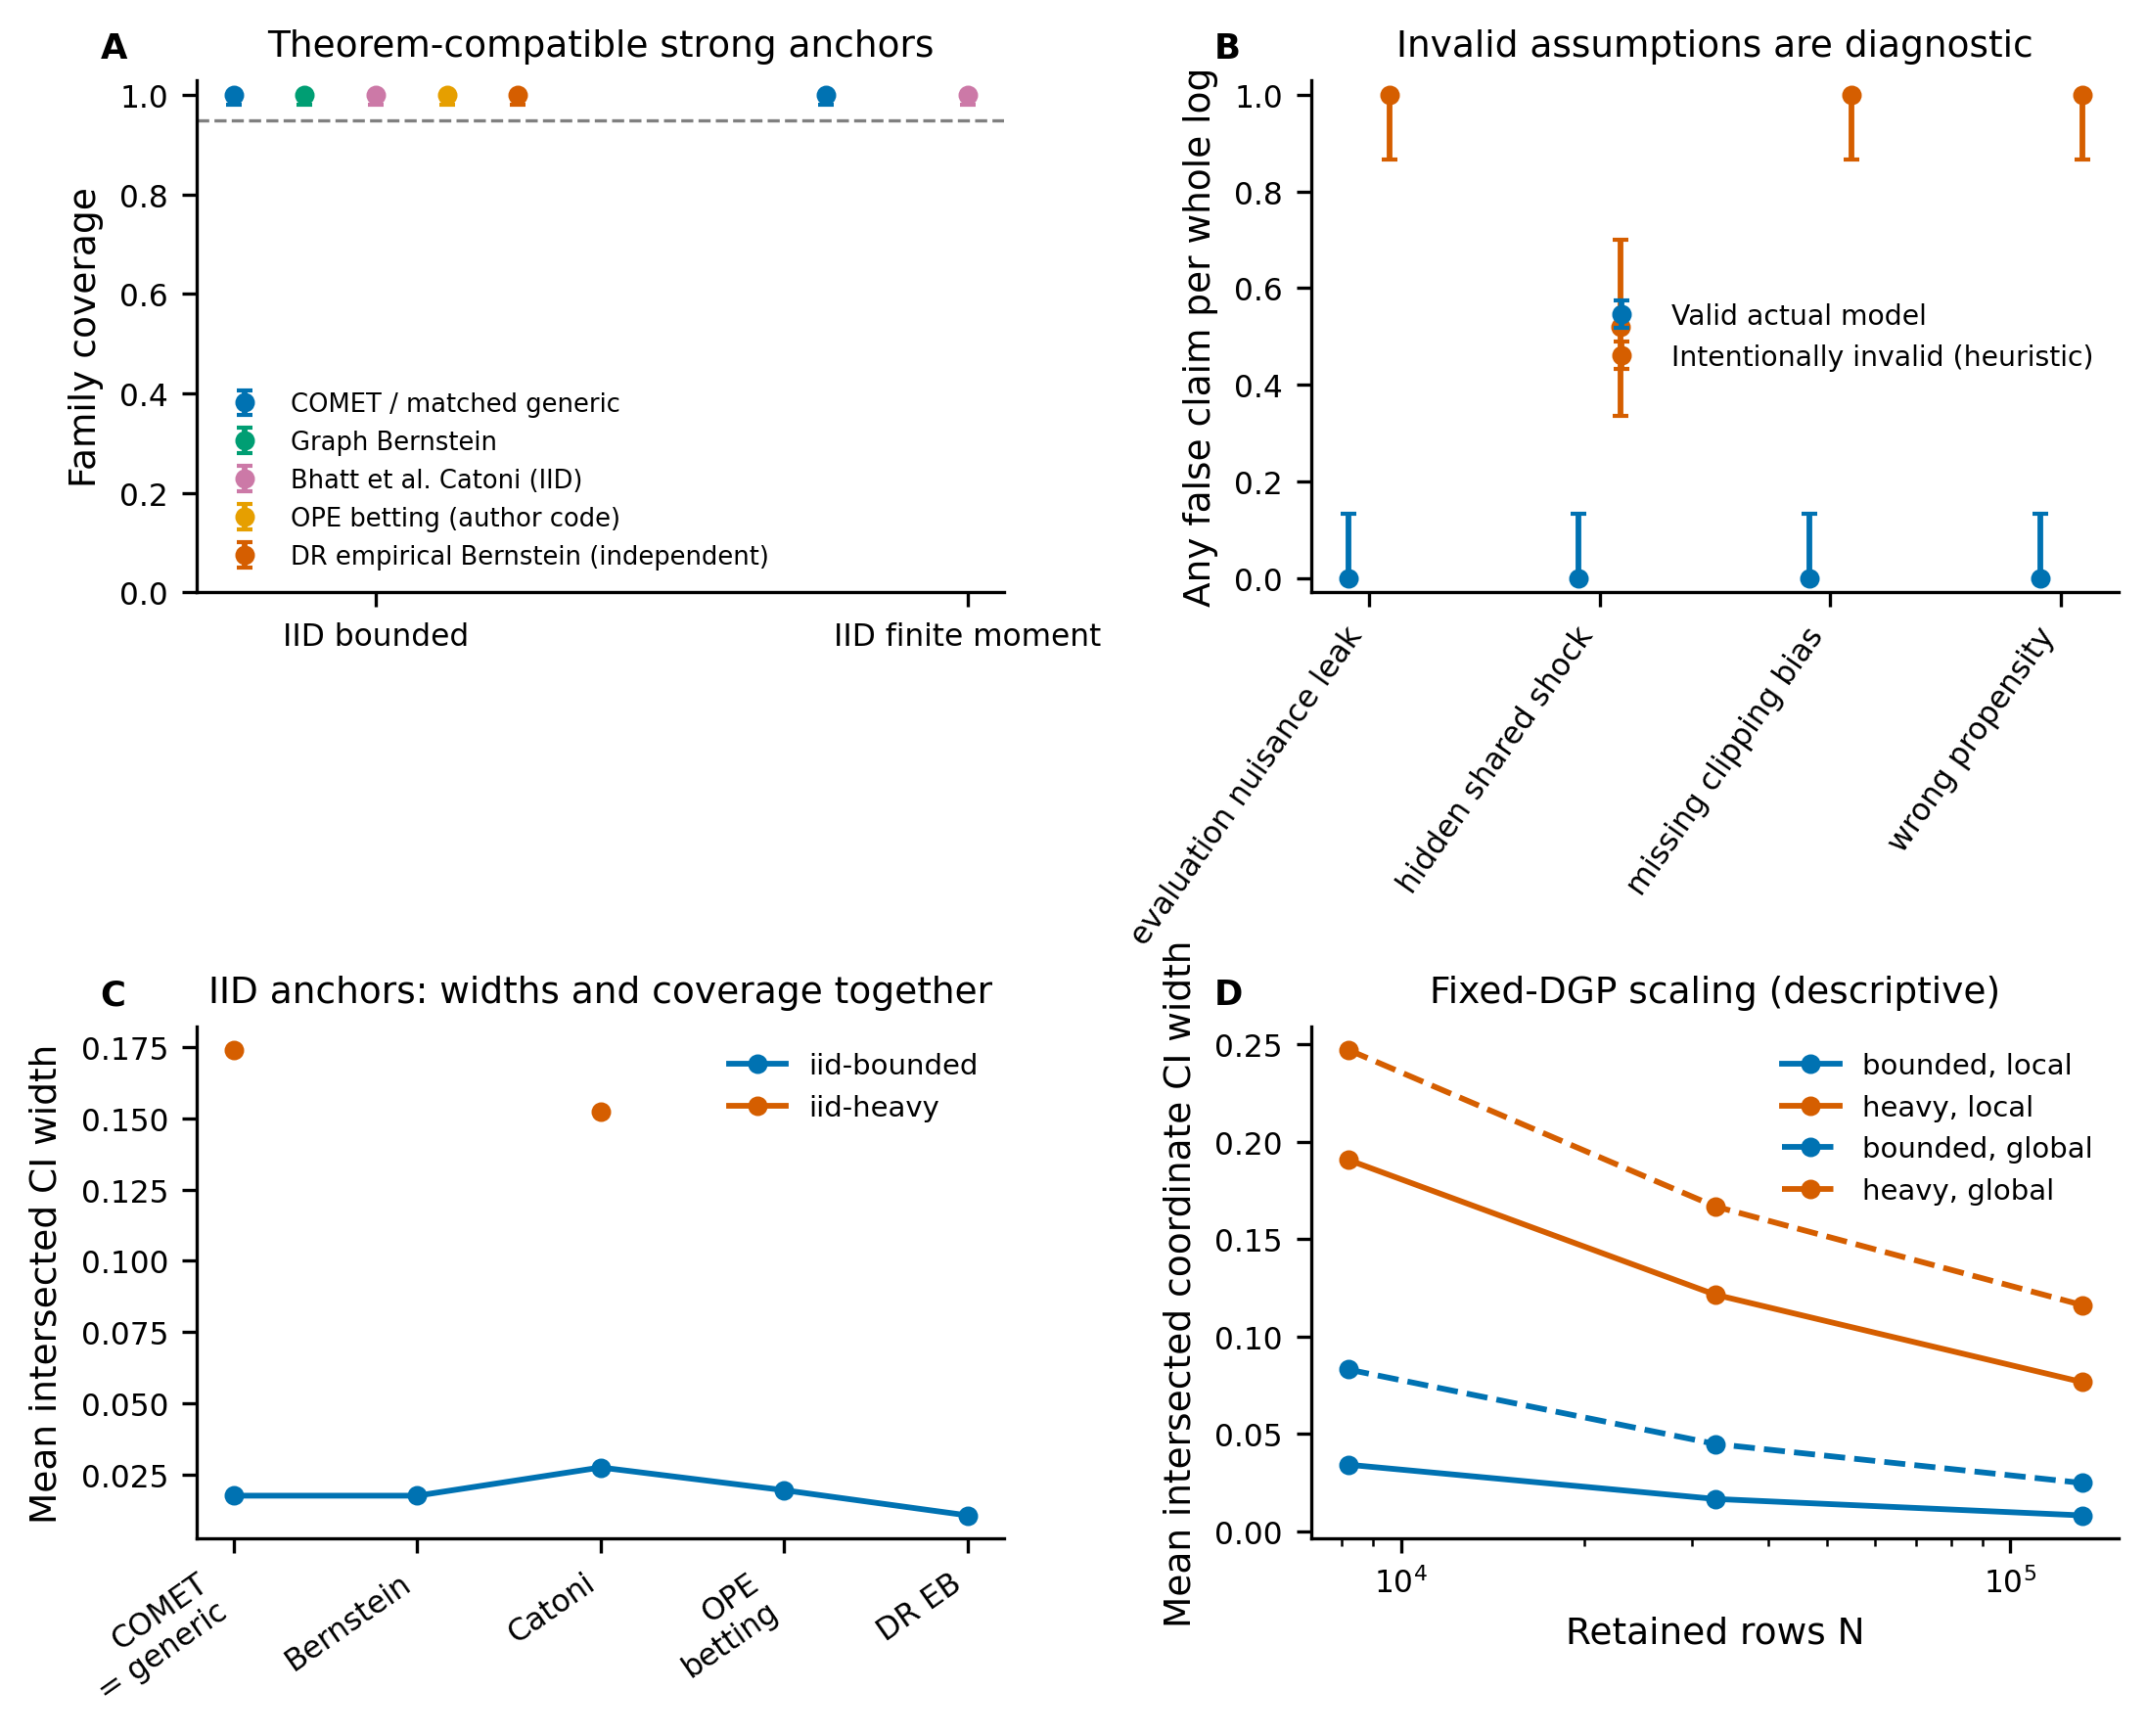 A
Theorem-compatible strong anchors
Family coverage
1.0
0.8
0.6
0.4
0.2
0.0
COMET / matched generic
Graph Bernstein
Bhatt et al. Catoni (IID)
OPE betting (author code)
DR empirical Bernstein (independent)
IID bounded
IID finite moment
B
Invalid assumptions are diagnostic
Any false claim per whole log
1.0
0.8
0.6
0.4
0.2
0.0
Valid actual model
Intentionally invalid (heuristic)
evaluation nuisance leak
hidden shared shock
missing clipping bias
wrong propensity
C
IID anchors: widths and coverage together
Mean intersected CI width
0.175
0.150
0.125
0.100
0.075
0.050
0.025
iid-bounded
iid-heavy
COMET
= generic
Bernstein
Catoni
OPE
betting
DR EB
D
Fixed-DGP scaling (descriptive)
Mean intersected coordinate CI width
0.25
0.20
0.15
0.10
0.05
0.00
bounded, local
heavy, local
bounded, global
heavy, global
10⁴
10⁵
Retained rows N